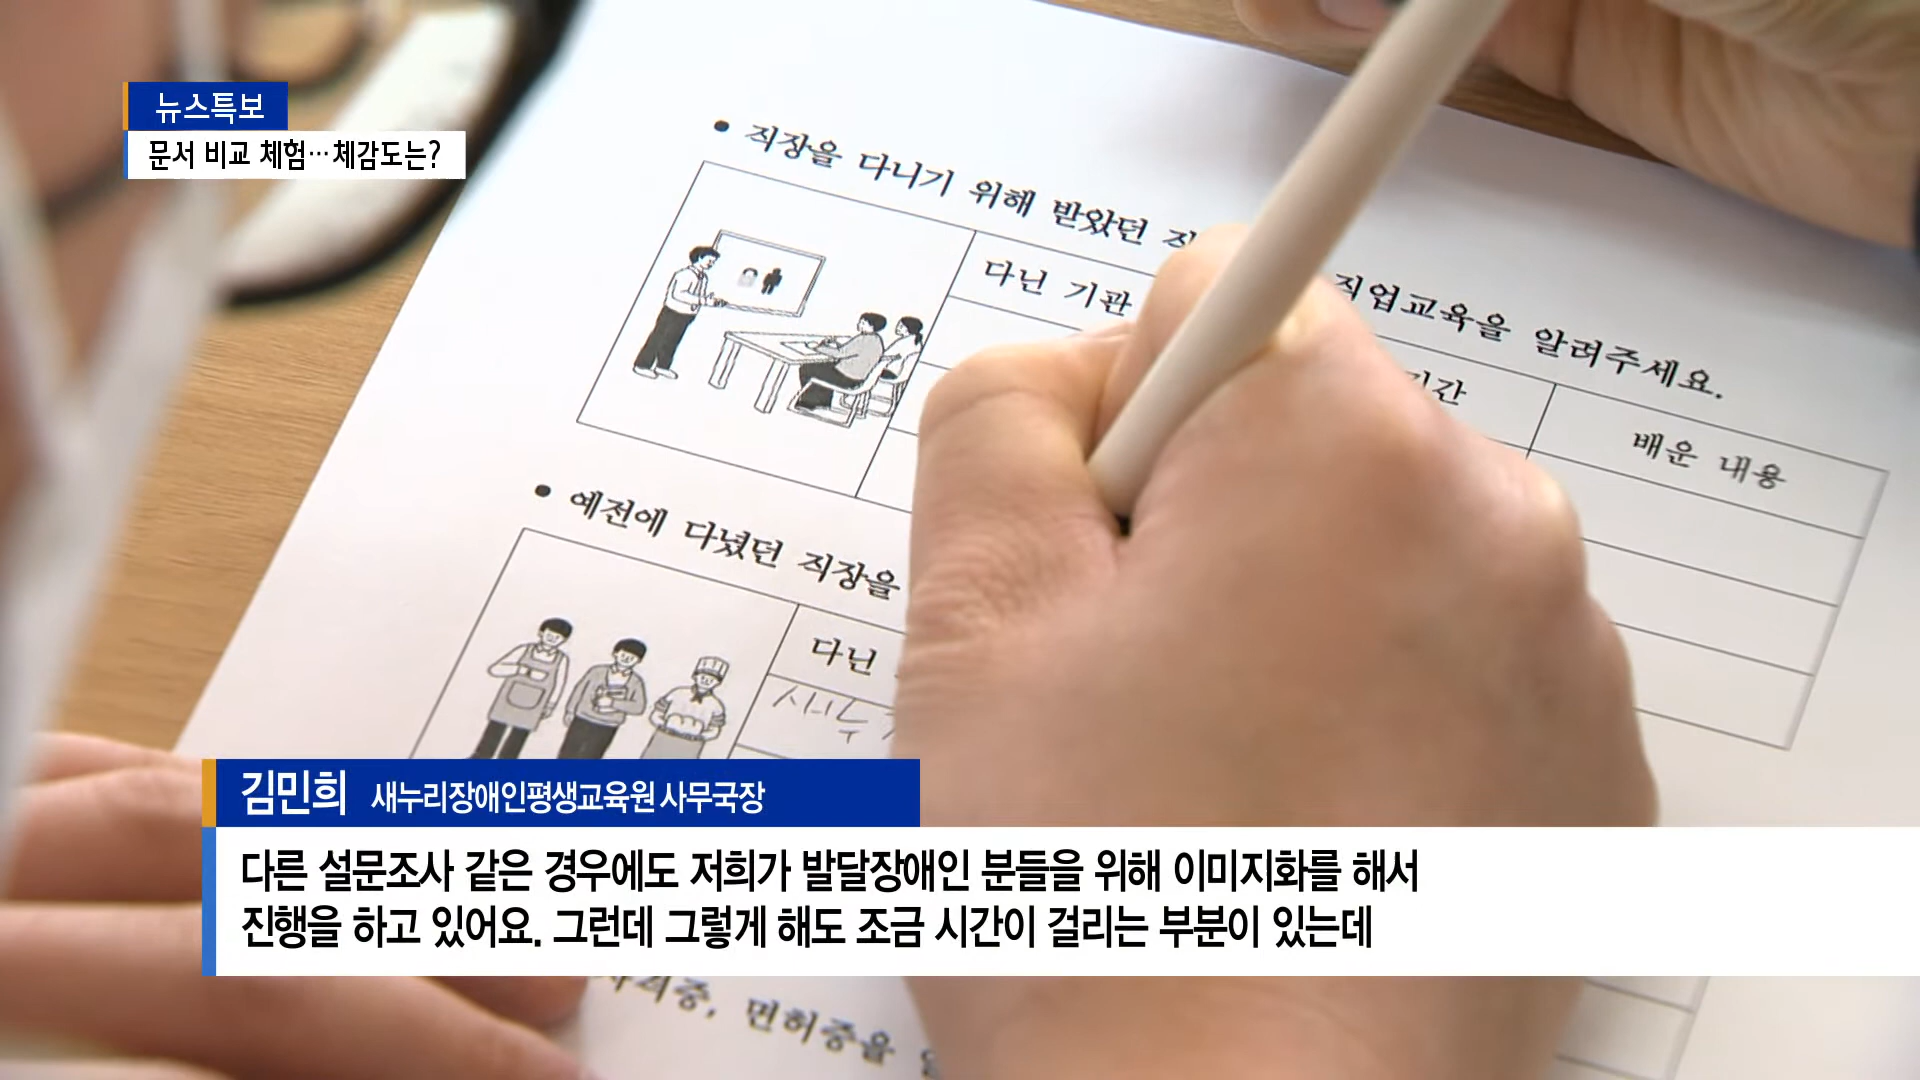 뉴스특보
문서 비교 체험…체감도는?
• 직장을 다니기 위해 받았던 직업교육을 알려주세요.
다닌 기관
기간
배운 내용
• 예전에 다녔던 직장을
다닌
김민희 새누리장애인평생교육원 사무국장
다른 설문조사 같은 경우에도 저희가 발달장애인 분들을 위해 이미지화를 해서
진행을 하고 있어요. 그런데 그렇게 해도 조금 시간이 걸리는 부분이 있는데
면허증을